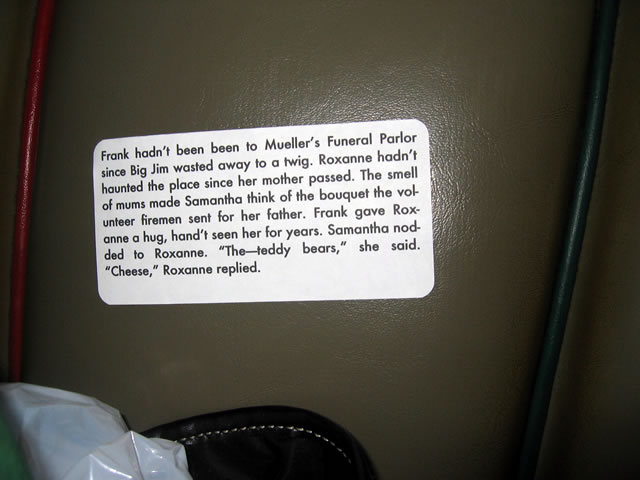 Frank hadn't been been to Mueller's Funeral Parlor
since Big Jim wasted away to a twig. Roxanne hadn't
haunted the place since her mother passed. The smell
of mums made Samantha think of the bouquet the vol-
unteer firemen sent for her father. Frank gave Rox-
anne a hug, hand't seen her for years. Samantha nod-
ded to Roxanne. "The—teddy bears," she said.
"Cheese," Roxanne replied.